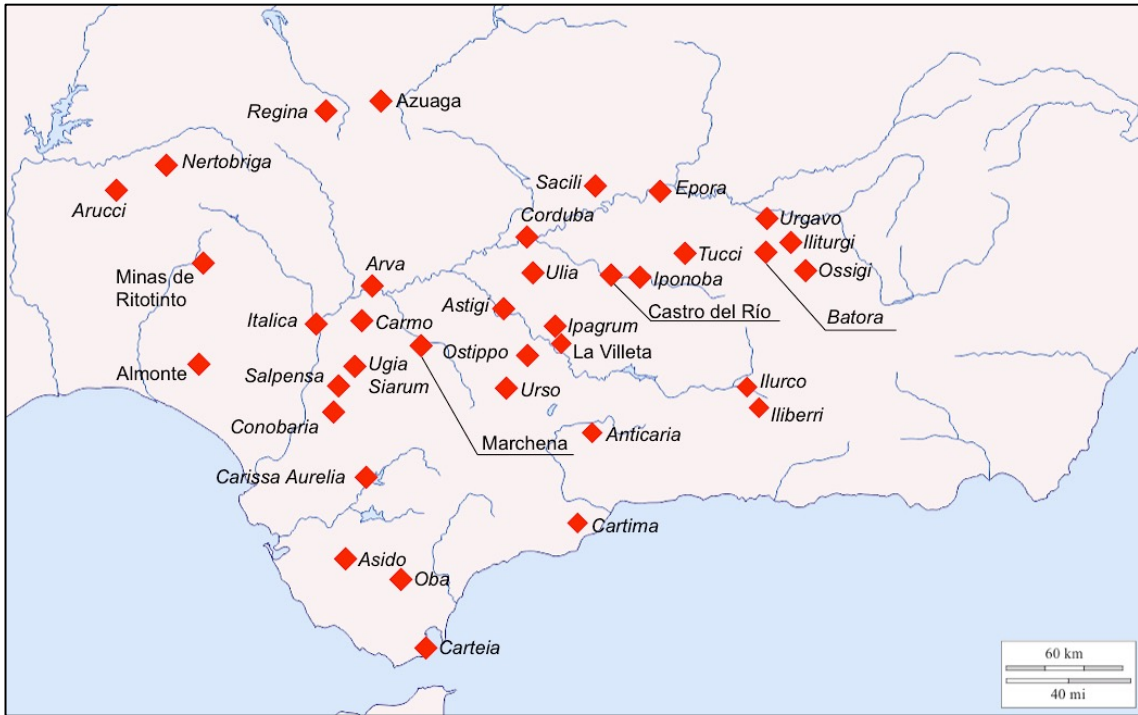 Azuaga
Regina
Nertobriga
Arucci
Sacili
Epora
Corduba
Urgavo
Iliturgi
Tucci
Ossigi
Minas de
Ritotinto
Arva
Ulia
Iponoba
Castro del Río
Batora
Astigi
Italica
Carmo
Ipagrum
La Villeta
Ostippo
Almonte
Ugia
Salpensa
Siarum
Urso
Ilurco
Iliberri
Conobaria
Marchena
Anticaria
Carissa Aurelia
Cartima
Asido
Oba
Carteia
60 km
40 mi